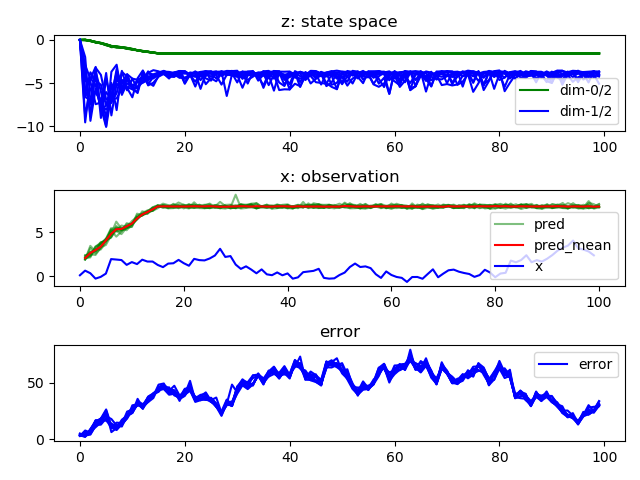 z: state space
0
−5
−10
dim-0/2
dim-1/2
0 20 40 60 80 100
x: observation
5
0
pred
pred_mean
x
0 20 40 60 80 100
error
50
0
error
0 20 40 60 80 100